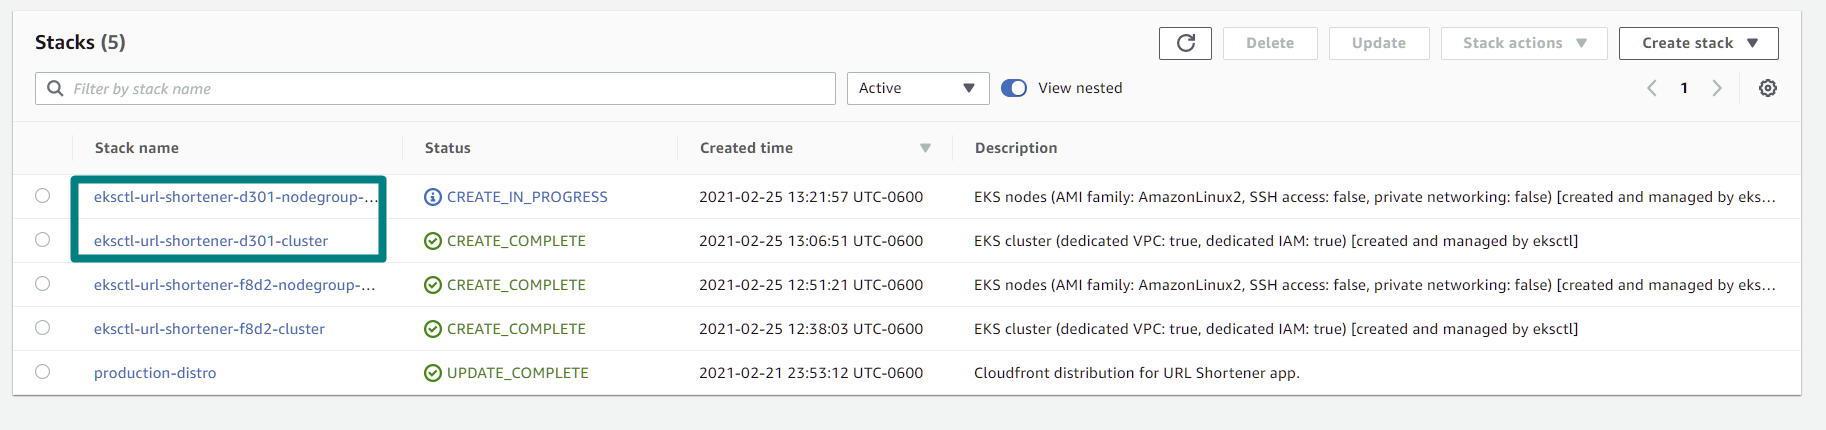 Stacks (5)
Delete
Update
Stack actions
Create stack
Filter by stack name
Active
View nested
1
Stack name Status Created time Description
eksctl-url-shortener-d301-nodegroup-... CREATE_IN_PROGRESS 2021-02-25 13:21:57 UTC-0600 EKS nodes (AMI family: AmazonLinux2, SSH access: false, private networking: false) [created and managed by eks...
eksctl-url-shortener-d301-cluster CREATE_COMPLETE 2021-02-25 13:06:51 UTC-0600 EKS cluster (dedicated VPC: true, dedicated IAM: true) [created and managed by eksctl]
eksctl-url-shortener-f8d2-nodegroup-... CREATE_COMPLETE 2021-02-25 12:51:21 UTC-0600 EKS nodes (AMI family: AmazonLinux2, SSH access: false, private networking: false) [created and managed by eks...
eksctl-url-shortener-f8d2-cluster CREATE_COMPLETE 2021-02-25 12:38:03 UTC-0600 EKS cluster (dedicated VPC: true, dedicated IAM: true) [created and managed by eksctl]
production-distro UPDATE_COMPLETE 2021-02-21 23:53:12 UTC-0600 Cloudfront distribution for URL Shortener app.